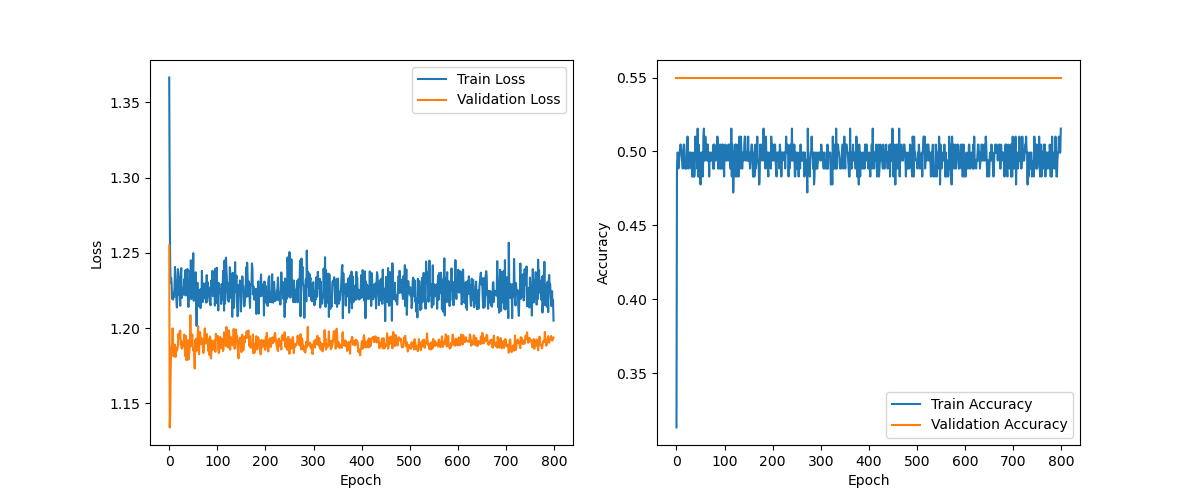 Train Loss
Validation Loss
1.35
1.30
1.25
1.20
1.15
Loss
0 100 200 300 400 500 600 700 800
Epoch
0.55
0.50
0.45
0.40
0.35
Accuracy
Train Accuracy
Validation Accuracy
0 100 200 300 400 500 600 700 800
Epoch